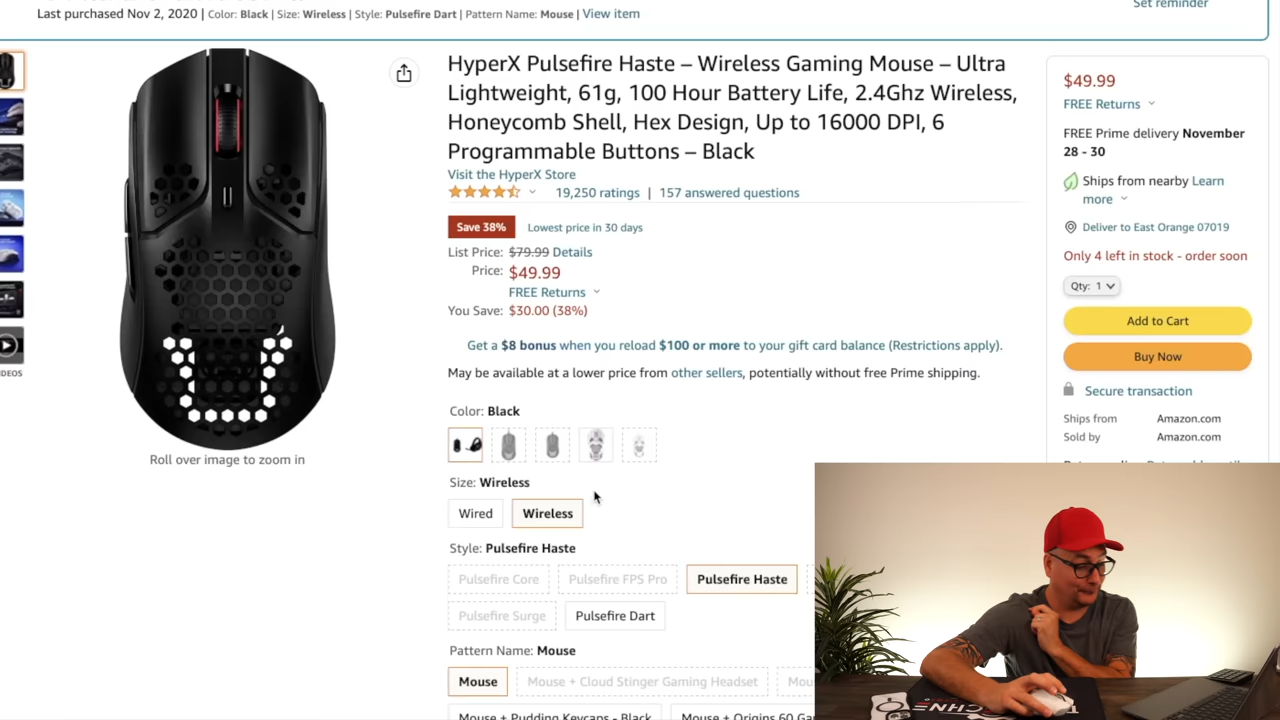 Last purchased Nov 2, 2020 | Color: Black | Size: Wireless | Style: Pulsefire Dart | Pattern Name: Mouse | View item
Set reminder
HyperX Pulsefire Haste – Wireless Gaming Mouse – Ultra
Lightweight, 61g, 100 Hour Battery Life, 2.4Ghz Wireless,
Honeycomb Shell, Hex Design, Up to 16000 DPI, 6
Programmable Buttons – Black
Visit the HyperX Store
19,250 ratings | 157 answered questions
Save 38% Lowest price in 30 days
List Price: $79.99 Details
Price: $49.99
FREE Returns
You Save: $30.00 (38%)
Get a $8 bonus when you reload $100 or more to your gift card balance (Restrictions apply).
May be available at a lower price from other sellers, potentially without free Prime shipping.
Color: Black
Size: Wireless
Wired Wireless
Style: Pulsefire Haste
Pulsefire Core Pulsefire FPS Pro Pulsefire Haste
Pulsefire Surge Pulsefire Dart
Pattern Name: Mouse
Mouse Mouse + Cloud Stinger Gaming Headset Mou
Mouse + Pudding Keycaps - Black Mouse + Origins 60 Ga
Roll over image to zoom in
$49.99
FREE Returns
FREE Prime delivery November
28 - 30
Ships from nearby Learn
more
Deliver to East Orange 07019
Only 4 left in stock - order soon
Qty: 1
Add to Cart
Buy Now
Secure transaction
Ships from Amazon.com
Sold by Amazon.com